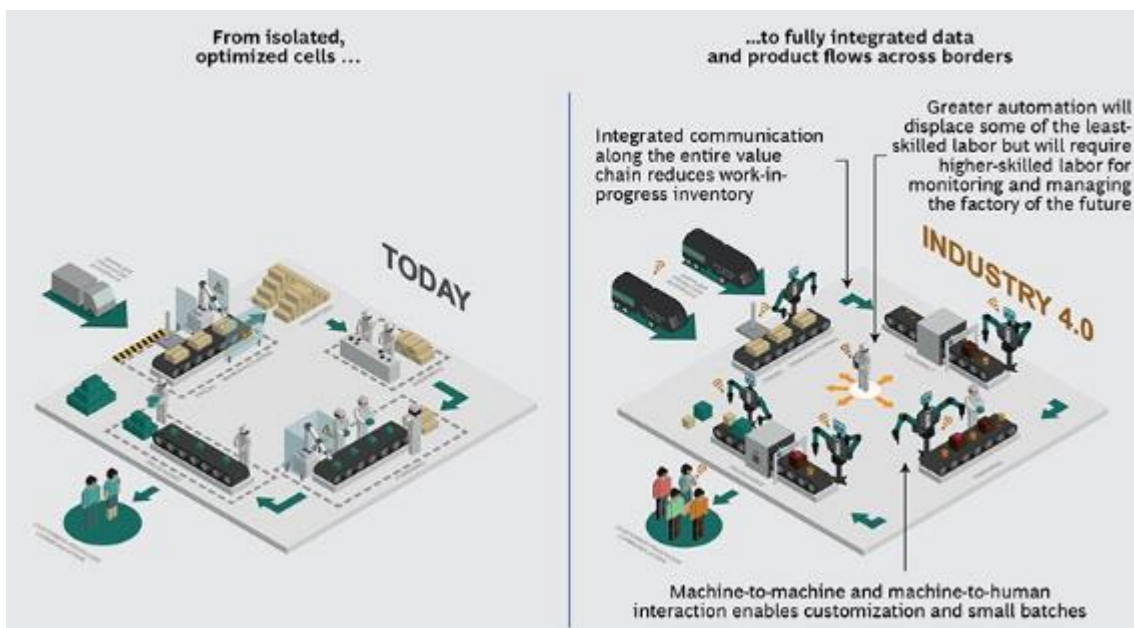 From isolated,
optimized cells ...
...to fully integrated data
and product flows across borders
Integrated communication
along the entire value
chain reduces work-in-
progress inventory
Greater automation will
displace some of the least-
skilled labor but will require
higher-skilled labor for
monitoring and managing
the factory of the future
TODAY
INDUSTRY 4.0
Machine-to-machine and machine-to-human
interaction enables customization and small batches